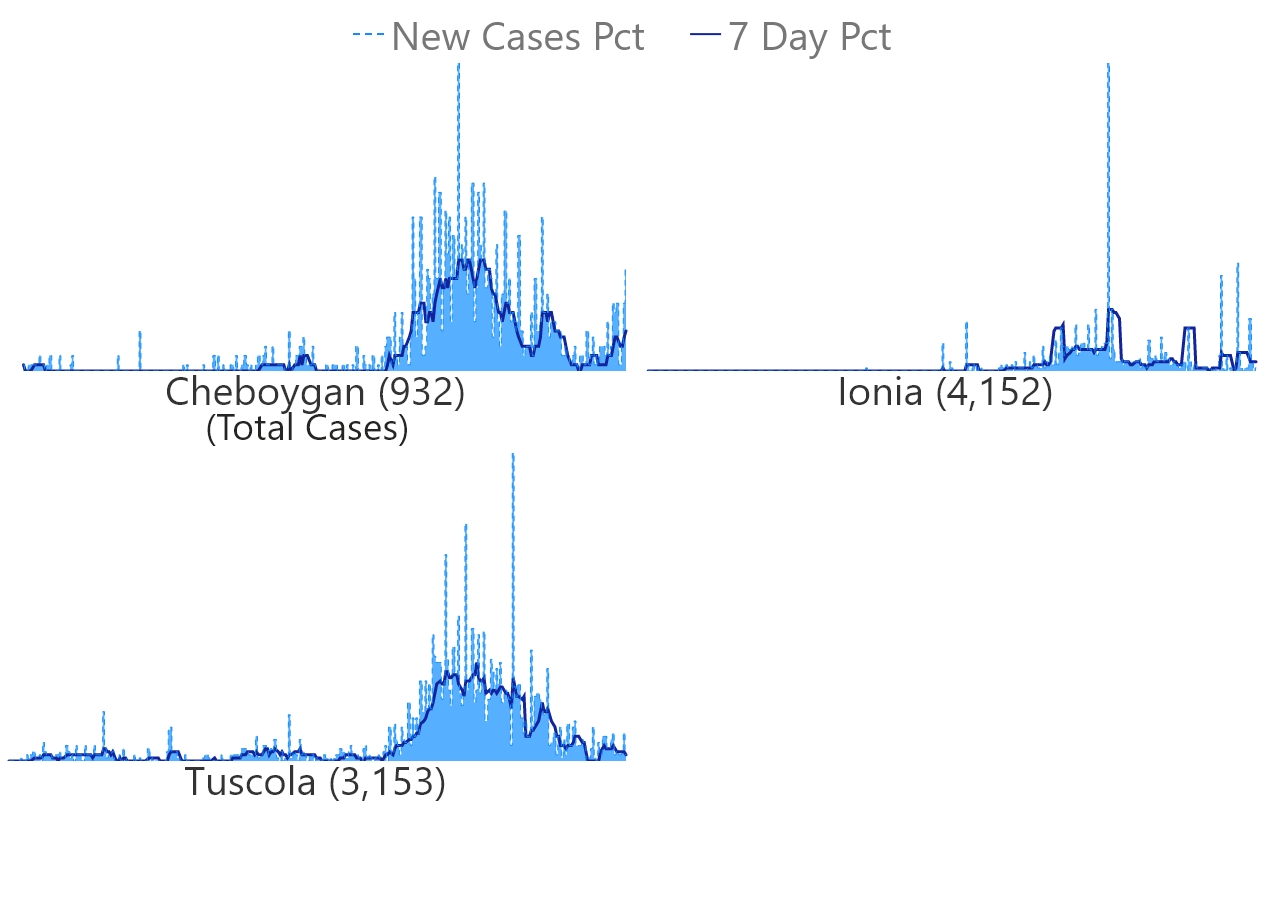 New Cases Pct 7 Day Pct
Cheboygan (932)
(Total Cases)
Ionia (4,152)
Tuscola (3,153)